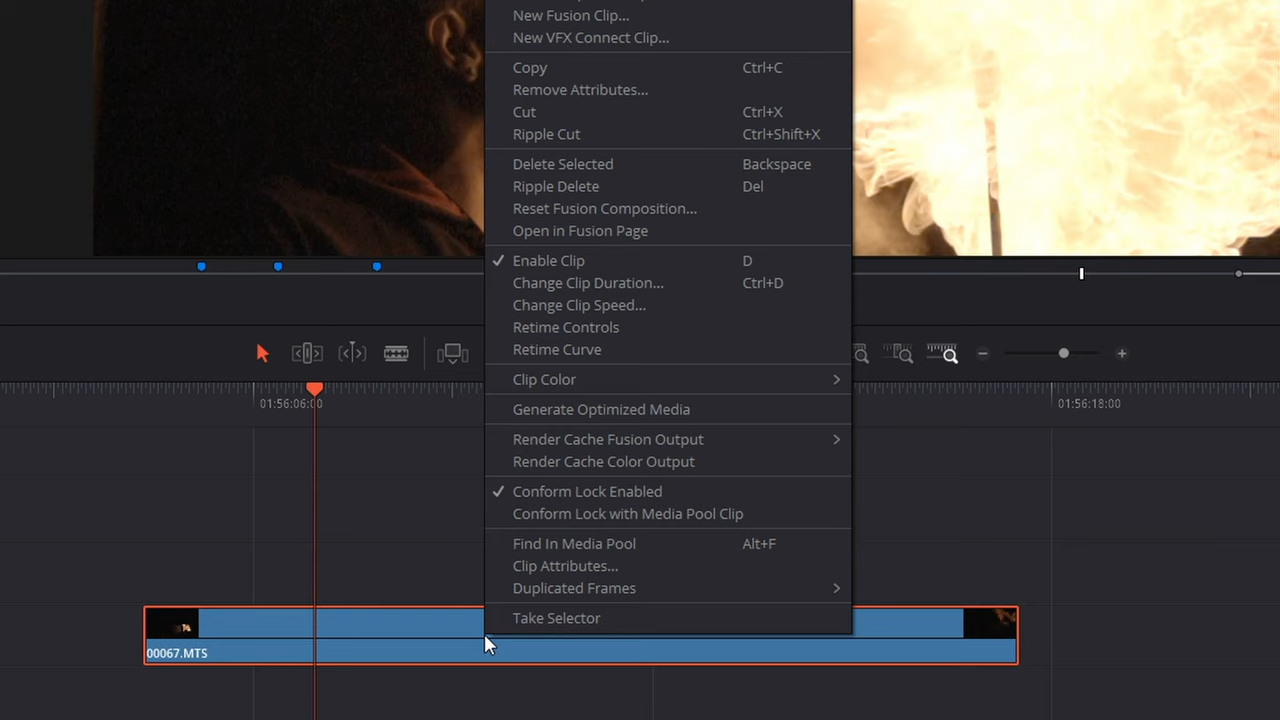 New Fusion Clip...
New VFX Connect Clip...
Copy Ctrl+C
Remove Attributes...
Cut Ctrl+X
Ripple Cut Ctrl+Shift+X
Delete Selected Backspace
Ripple Delete Del
Reset Fusion Composition...
Open in Fusion Page
Enable Clip D
Change Clip Duration... Ctrl+D
Change Clip Speed...
Retime Controls
Retime Curve
Clip Color
01:56:06:00
01:56:18:00
Generate Optimized Media
Render Cache Fusion Output
Render Cache Color Output
Conform Lock Enabled
Conform Lock with Media Pool Clip
Find In Media Pool Alt+F
Clip Attributes...
Duplicated Frames
Take Selector
00067.MTS